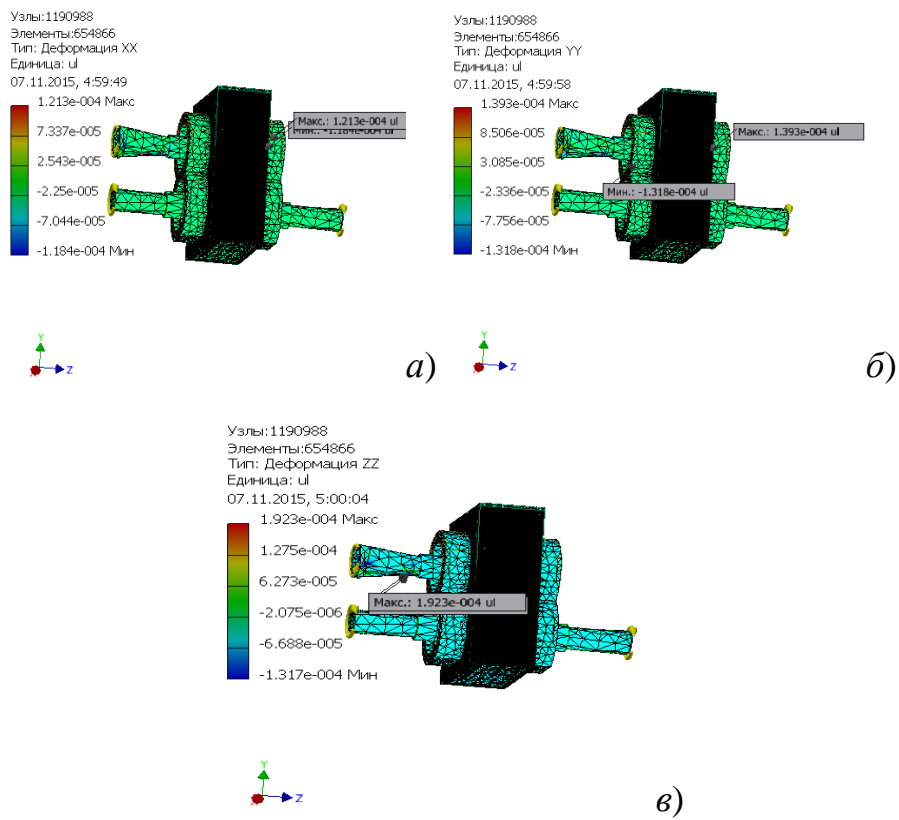 Узлы:1190988
Элементы:654866
Тип: Деформация XX
Единица: ul
07.11.2015, 4:59:49
1.213e-004 Макс
7.337e-005
2.543e-005
-2.25e-005
-7.044e-005
-1.184e-004 Мин
Макс.: 1.213e-004 ul
Мин.: -1.184e-004 ul
Y
Z
а)
Узлы:1190988
Элементы:654866
Тип: Деформация YY
Единица: ul
07.11.2015, 4:59:58
1.393e-004 Макс
8.506e-005
3.085e-005
-2.336e-005
-7.756e-005
-1.318e-004 Мин
Макс.: 1.393e-004 ul
Мин.: -1.318e-004 ul
Y
Z
б)
Узлы:1190988
Элементы:654866
Тип: Деформация ZZ
Единица: ul
07.11.2015, 5:00:04
1.923e-004 Макс
1.275e-004
6.273e-005
-2.075e-006
-6.688e-005
-1.317e-004 Мин
Макс.: 1.923e-004 ul
Y
Z
в)